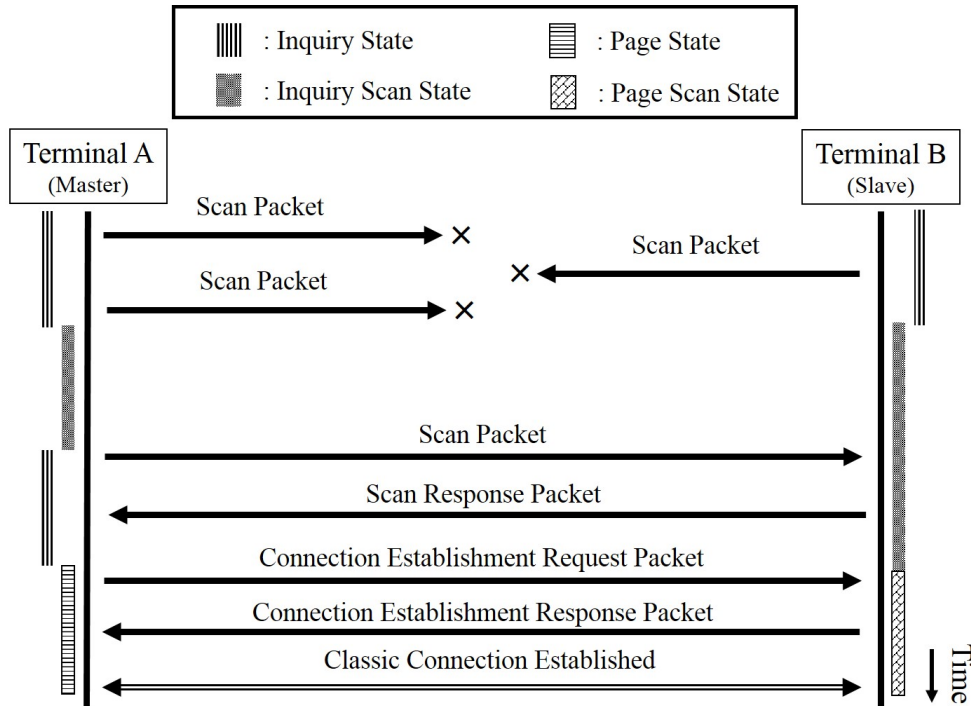 : Inquiry State
: Page State
: Inquiry Scan State
: Page Scan State
Terminal A
(Master)
Terminal B
(Slave)
Scan Packet
Scan Packet
Scan Packet
Scan Packet
Scan Response Packet
Connection Establishment Request Packet
Connection Establishment Response Packet
Classic Connection Established
Time